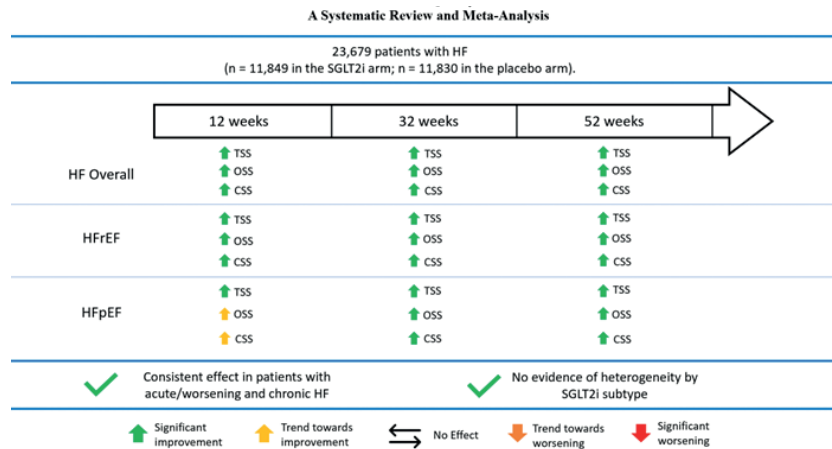 A Systematic Review and Meta-Analysis
23,679 patients with HF
(n = 11,849 in the SGLT2i arm; n = 11,830 in the placebo arm).
12 weeks 32 weeks 52 weeks
TSS TSS TSS
HF Overall OSS OSS OSS
CSS CSS CSS
TSS TSS TSS
HFrEF OSS OSS OSS
CSS CSS CSS
TSS TSS TSS
HFpEF OSS OSS OSS
CSS CSS CSS
Consistent effect in patients with No evidence of heterogeneity by
acute/worsening and chronic HF SGLT2i subtype
Significant Trend towards No Effect Trend towards Significant
improvement improvement worsening worsening